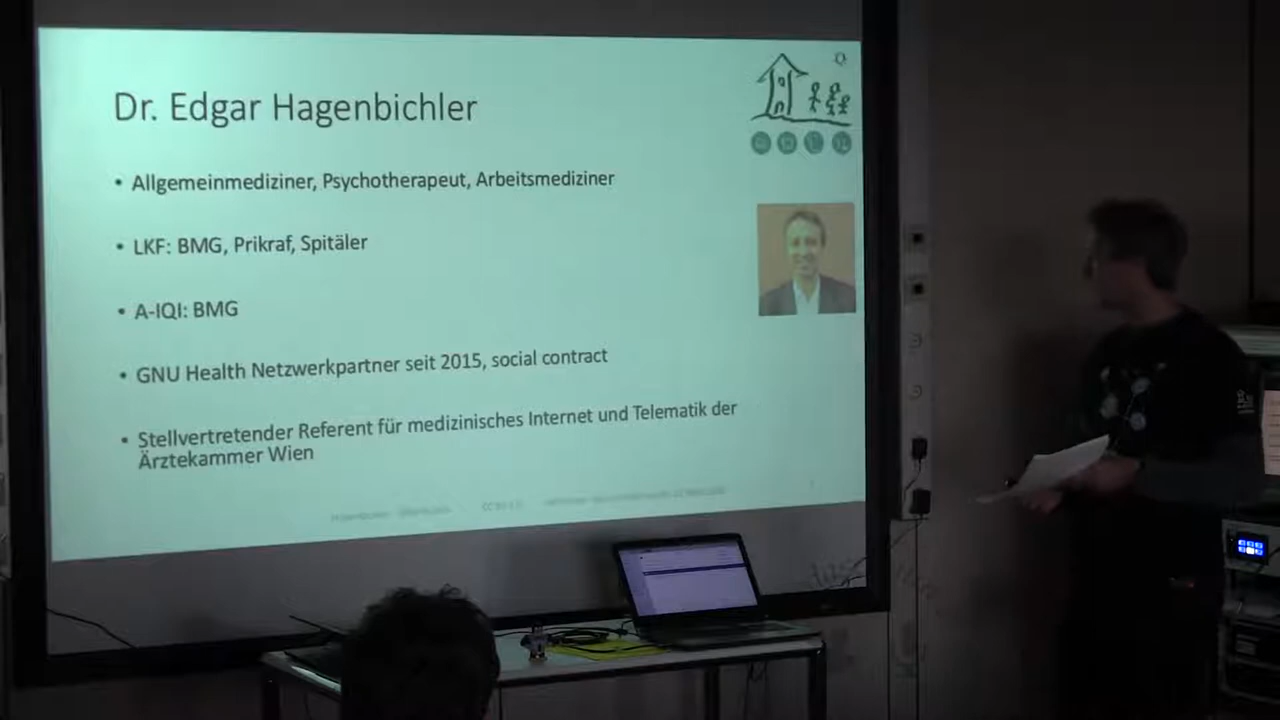 Dr. Edgar Hagenbichler
• Allgemeinmediziner, Psychotherapeut, Arbeitsmediziner
• LKF: BMG, Prikraf, Spitäler
• A-IQI: BMG
• GNU Health Netzwerkpartner seit 2015, social contract
• Stellvertretender Referent für medizinisches Internet und Telematik der
Ärztekammer Wien